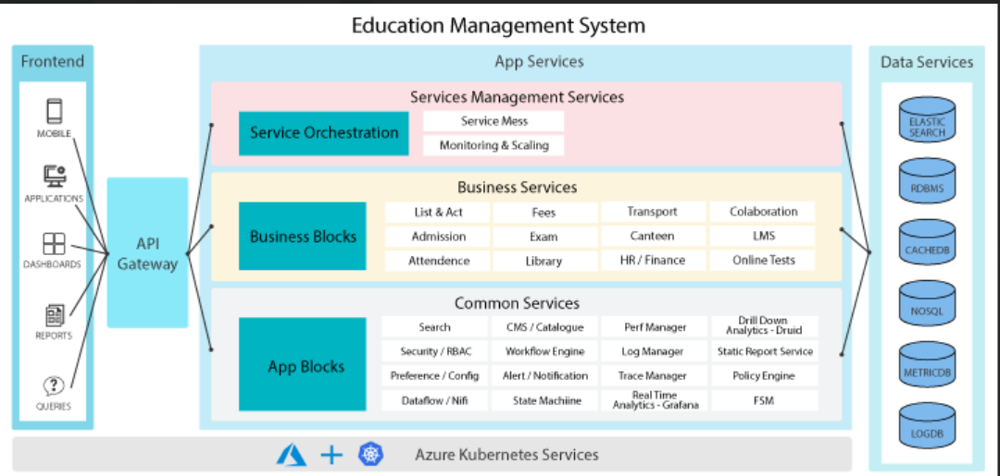 Education Management System
Frontend
MOBILE
APPLICATIONS
DASHBOARDS
REPORTS
QUERIES
API
Gateway
App Services
Services Management Services
Service Orchestration
Service Mess
Monitoring & Scaling
Business Services
Business Blocks
List & Act
Fees
Transport
Collaboration
Admission
Exam
Canteen
LMS
Attendence
Library
HR / Finance
Online Tests
Common Services
App Blocks
Search
CMS / Catalogue
Perf Manager
Drill Down
Analytics - Druid
Security / RBAC
Workflow Engine
Log Manager
Static Report Service
Preference / Config
Alert / Notification
Trace Manager
Policy Engine
Dataflow / Nifi
State Machiine
Real Time
Analytics - Grafana
FSM
Data Services
ELASTIC
SEARCH
RDBMS
CACHEDB
NOSQL
METRICDB
LOGDB
Azure Kubernetes Services